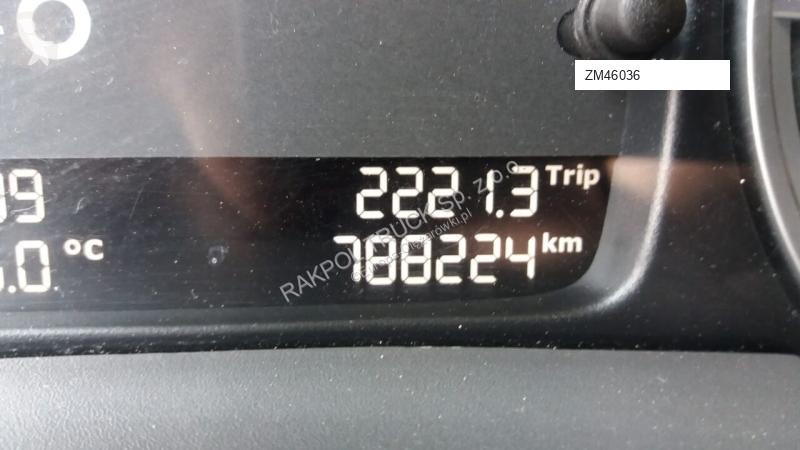 ZM46036
2221.3 Trip
788224 km
°C
RAKPOL TRUCK Sp. z.o.o